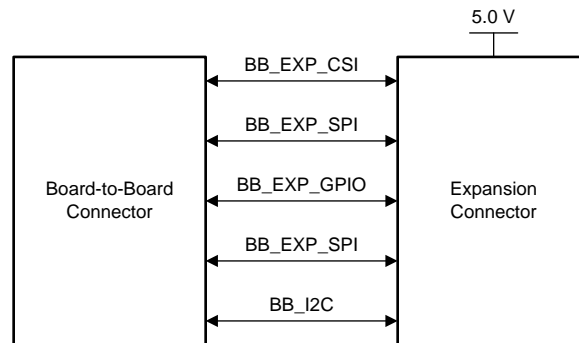 5.0 V
BB_EXP_CSI
BB_EXP_SPI
Board-to-Board
Connector
BB_EXP_GPIO
Expansion
Connector
BB_EXP_SPI
BB_I2C